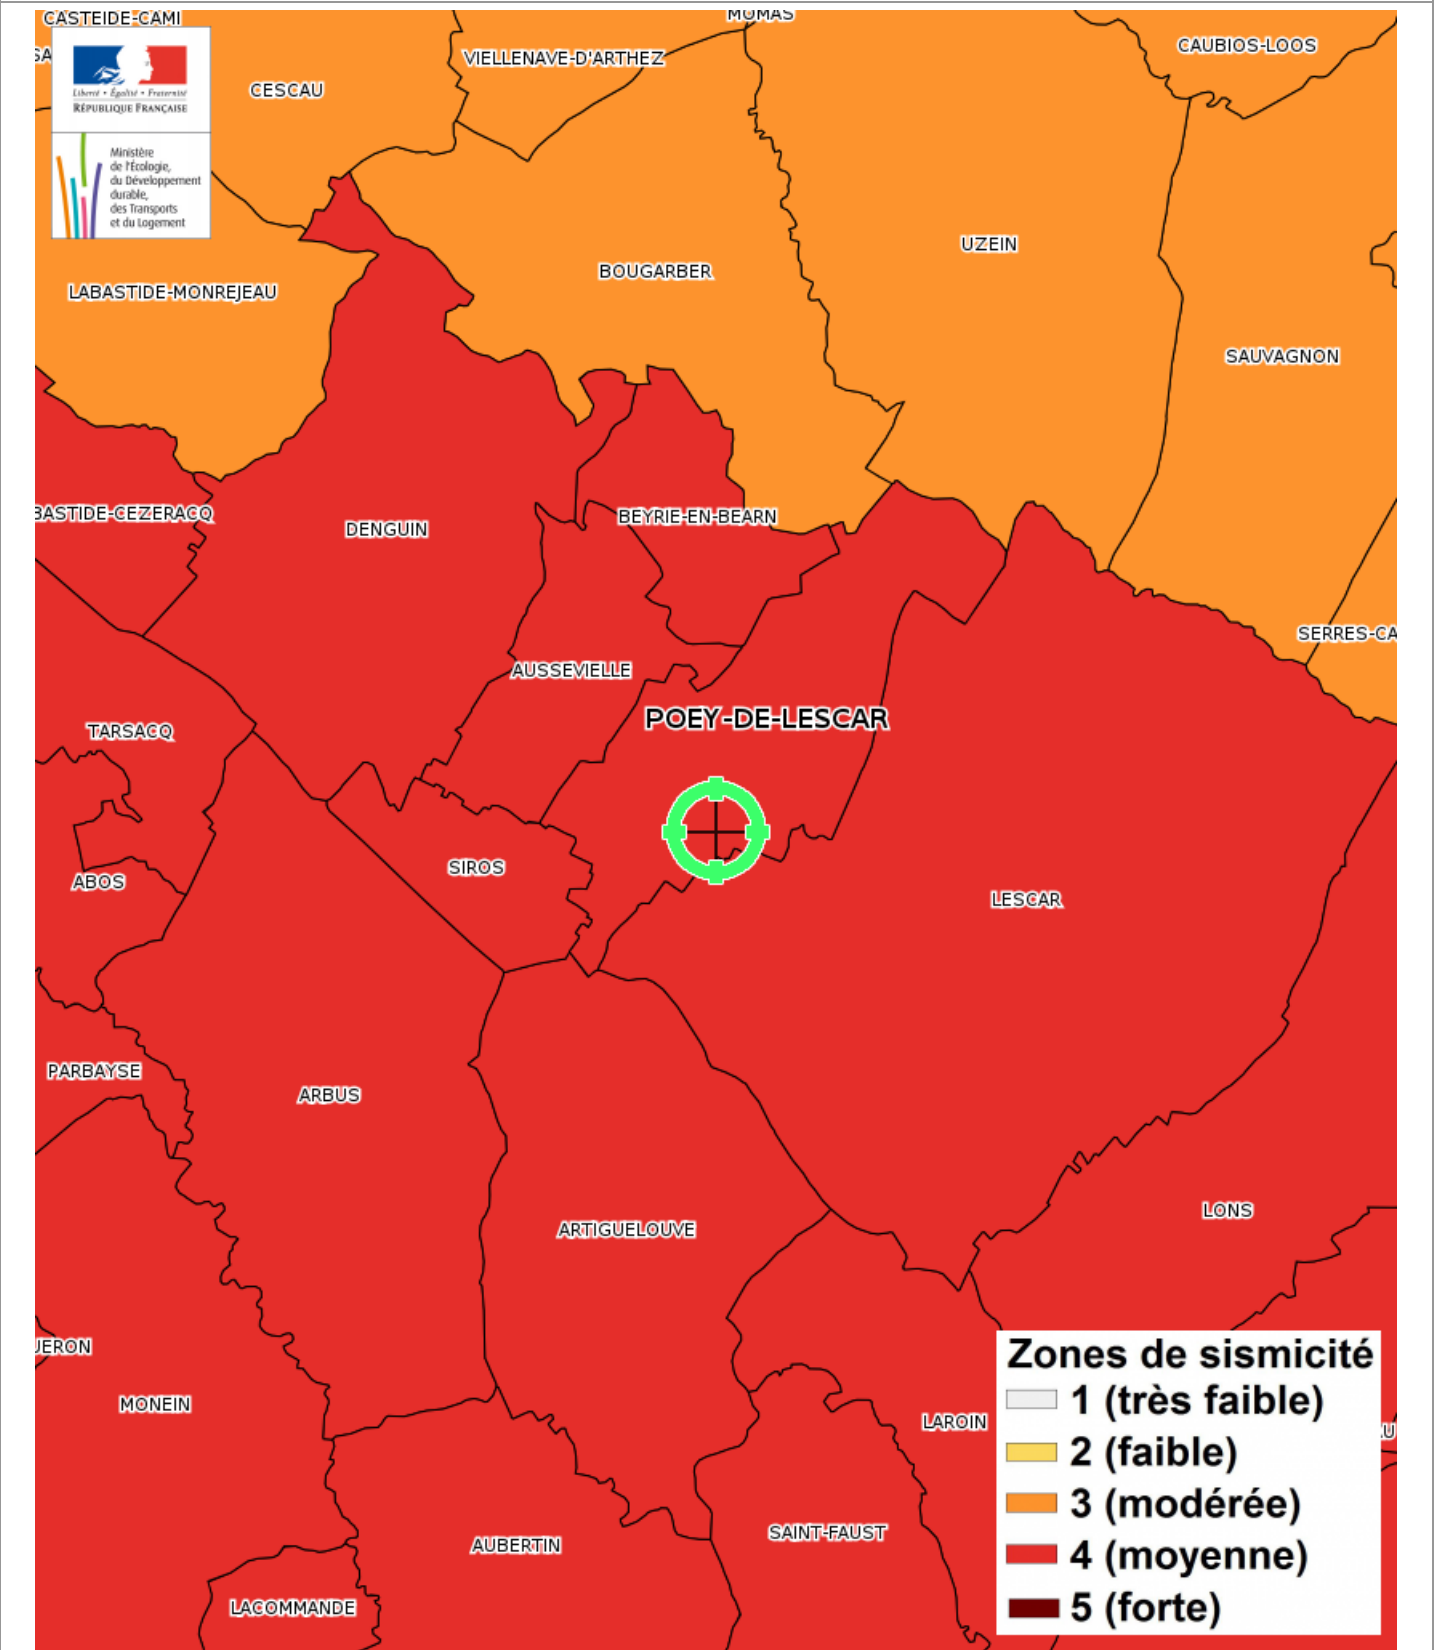 CASTEIDE-CAMI
MOMAS
SA
CESCAU
VIELLENAVE-D'ARTHEZ
CAUBIOS-LOOS
Liberté • Égalité • Fraternité
RÉPUBLIQUE FRANÇAISE
Ministère
de l'Écologie,
du Développement
durable,
des Transports
et du Logement
UZEIN
BOUGARBER
LABASTIDE-MONREJEAU
SAUVAGNON
BASTIDE-CEZERACQ
DENGUIN
BEYRIE-EN-BEARN
SERRES-CA
AUSSEVIELLE
POEY-DE-LESCAR
TARSACQ
SIROS
ABOS
LESCAR
PARBAYSE
ARBUS
LONS
ARTIGUELOUVE
UERON
MONEIN
LAROIN
AUBERTIN
SAINT-FAUST
LACOMMANDE
Zones de sismicité
1 (très faible)
2 (faible)
3 (modérée)
4 (moyenne)
5 (forte)